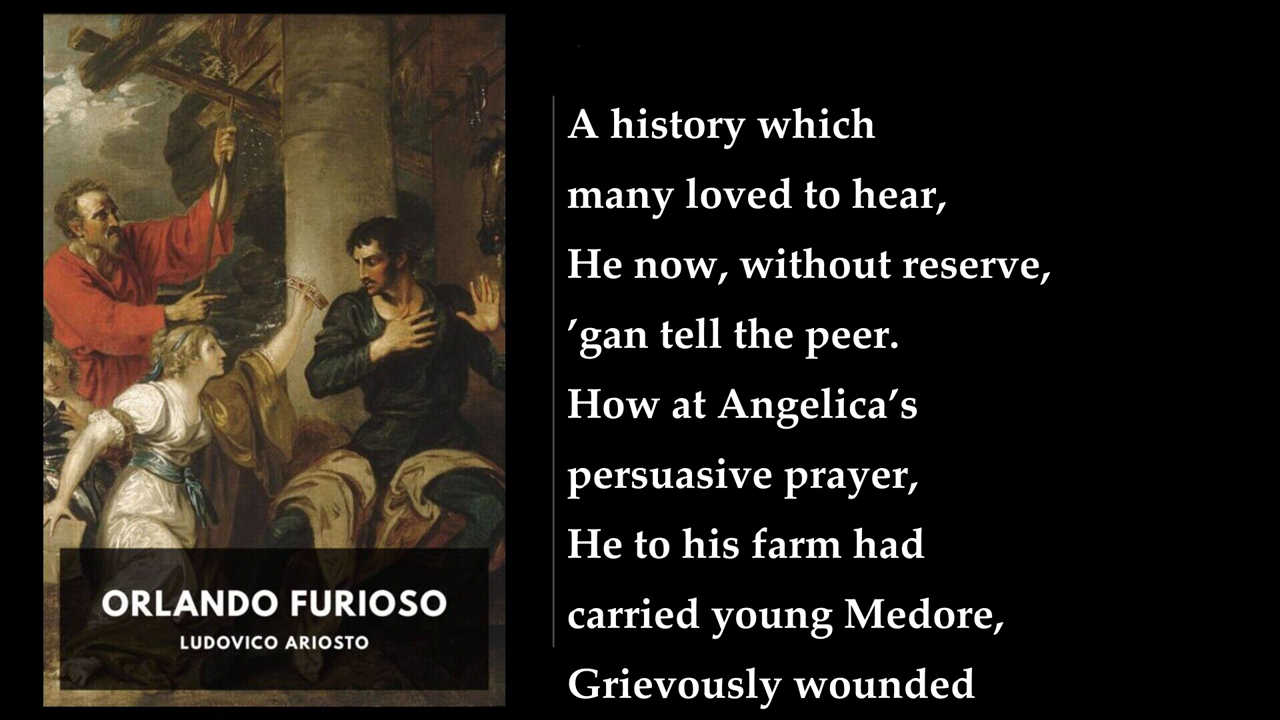 ORLANDO FURIOSO
LUDOVICO ARIOSTO
A history which
many loved to hear,
He now, without reserve,
’gan tell the peer.
How at Angelica’s
persuasive prayer,
He to his farm had
carried young Medore,
Grievously wounded